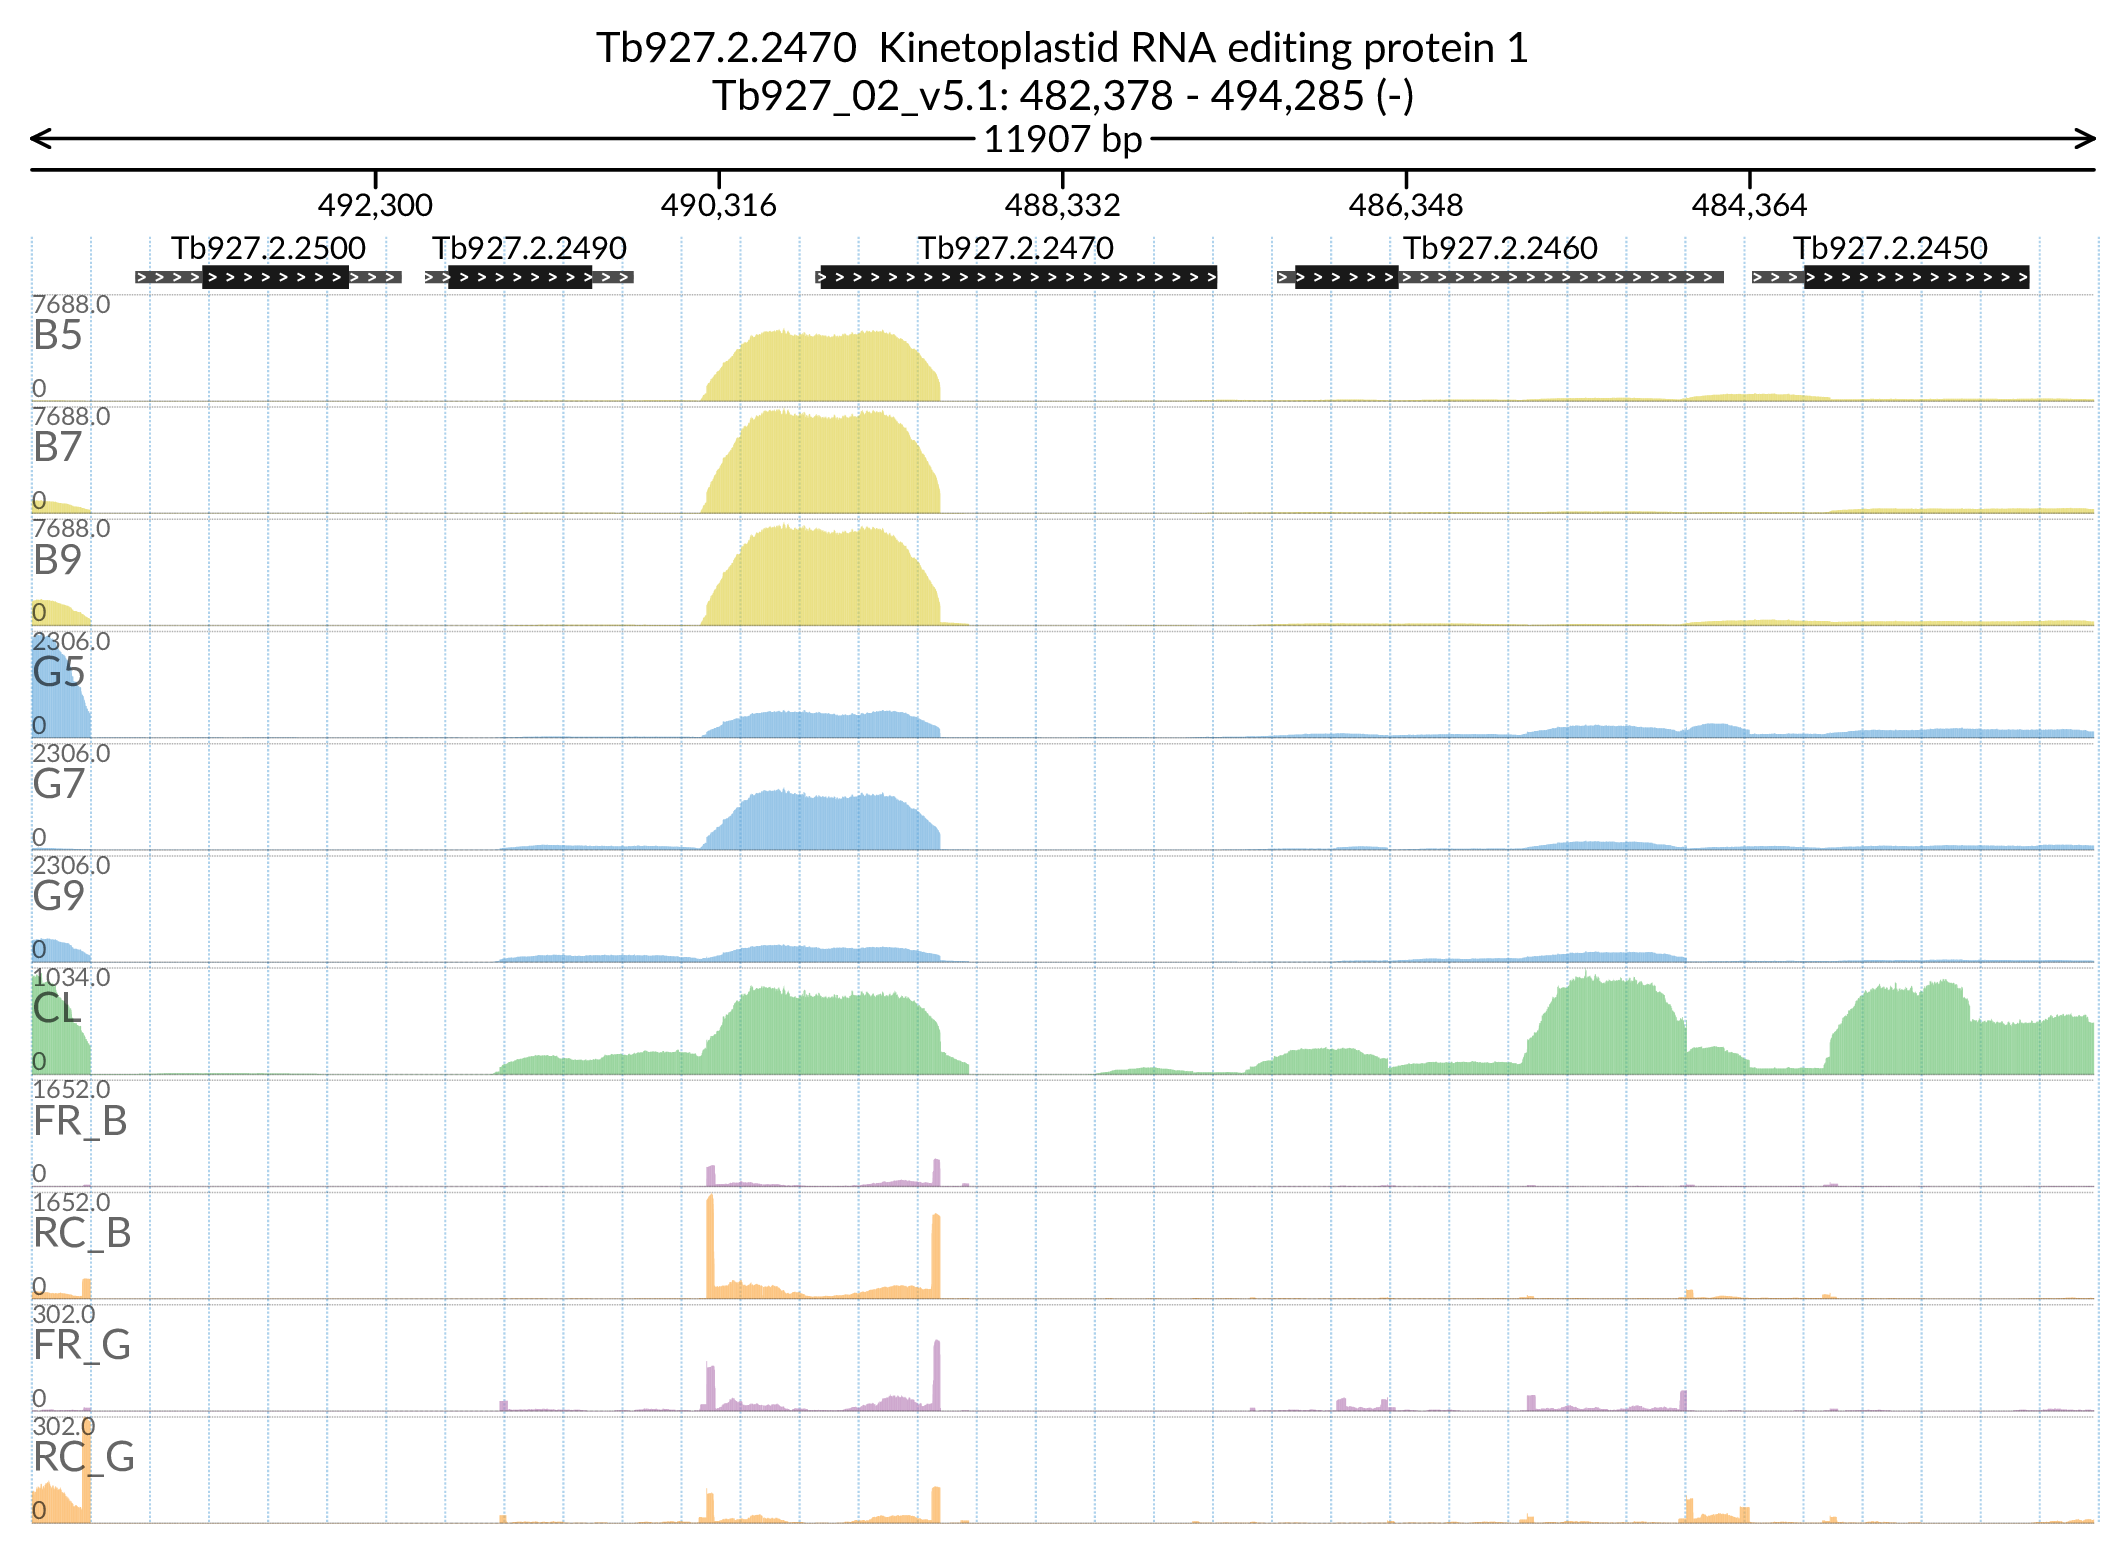 Tb927.2.2470  Kinetoplastid RNA editing protein 1
Tb927_02_v5.1: 482,378 - 494,285 (-)
11907 bp
492,300 490,316 488,332 486,348 484,364
Tb927.2.2500 Tb927.2.2490 Tb927.2.2470 Tb927.2.2460 Tb927.2.2450
7688.0
B5
0
7688.0
B7
0
7688.0
B9
0
2306.0
G5
0
2306.0
G7
0
2306.0
G9
0
1034.0
CL
0
1652.0
FR_B
0
1652.0
RC_B
0
302.0
FR_G
0
302.0
RC_G
0